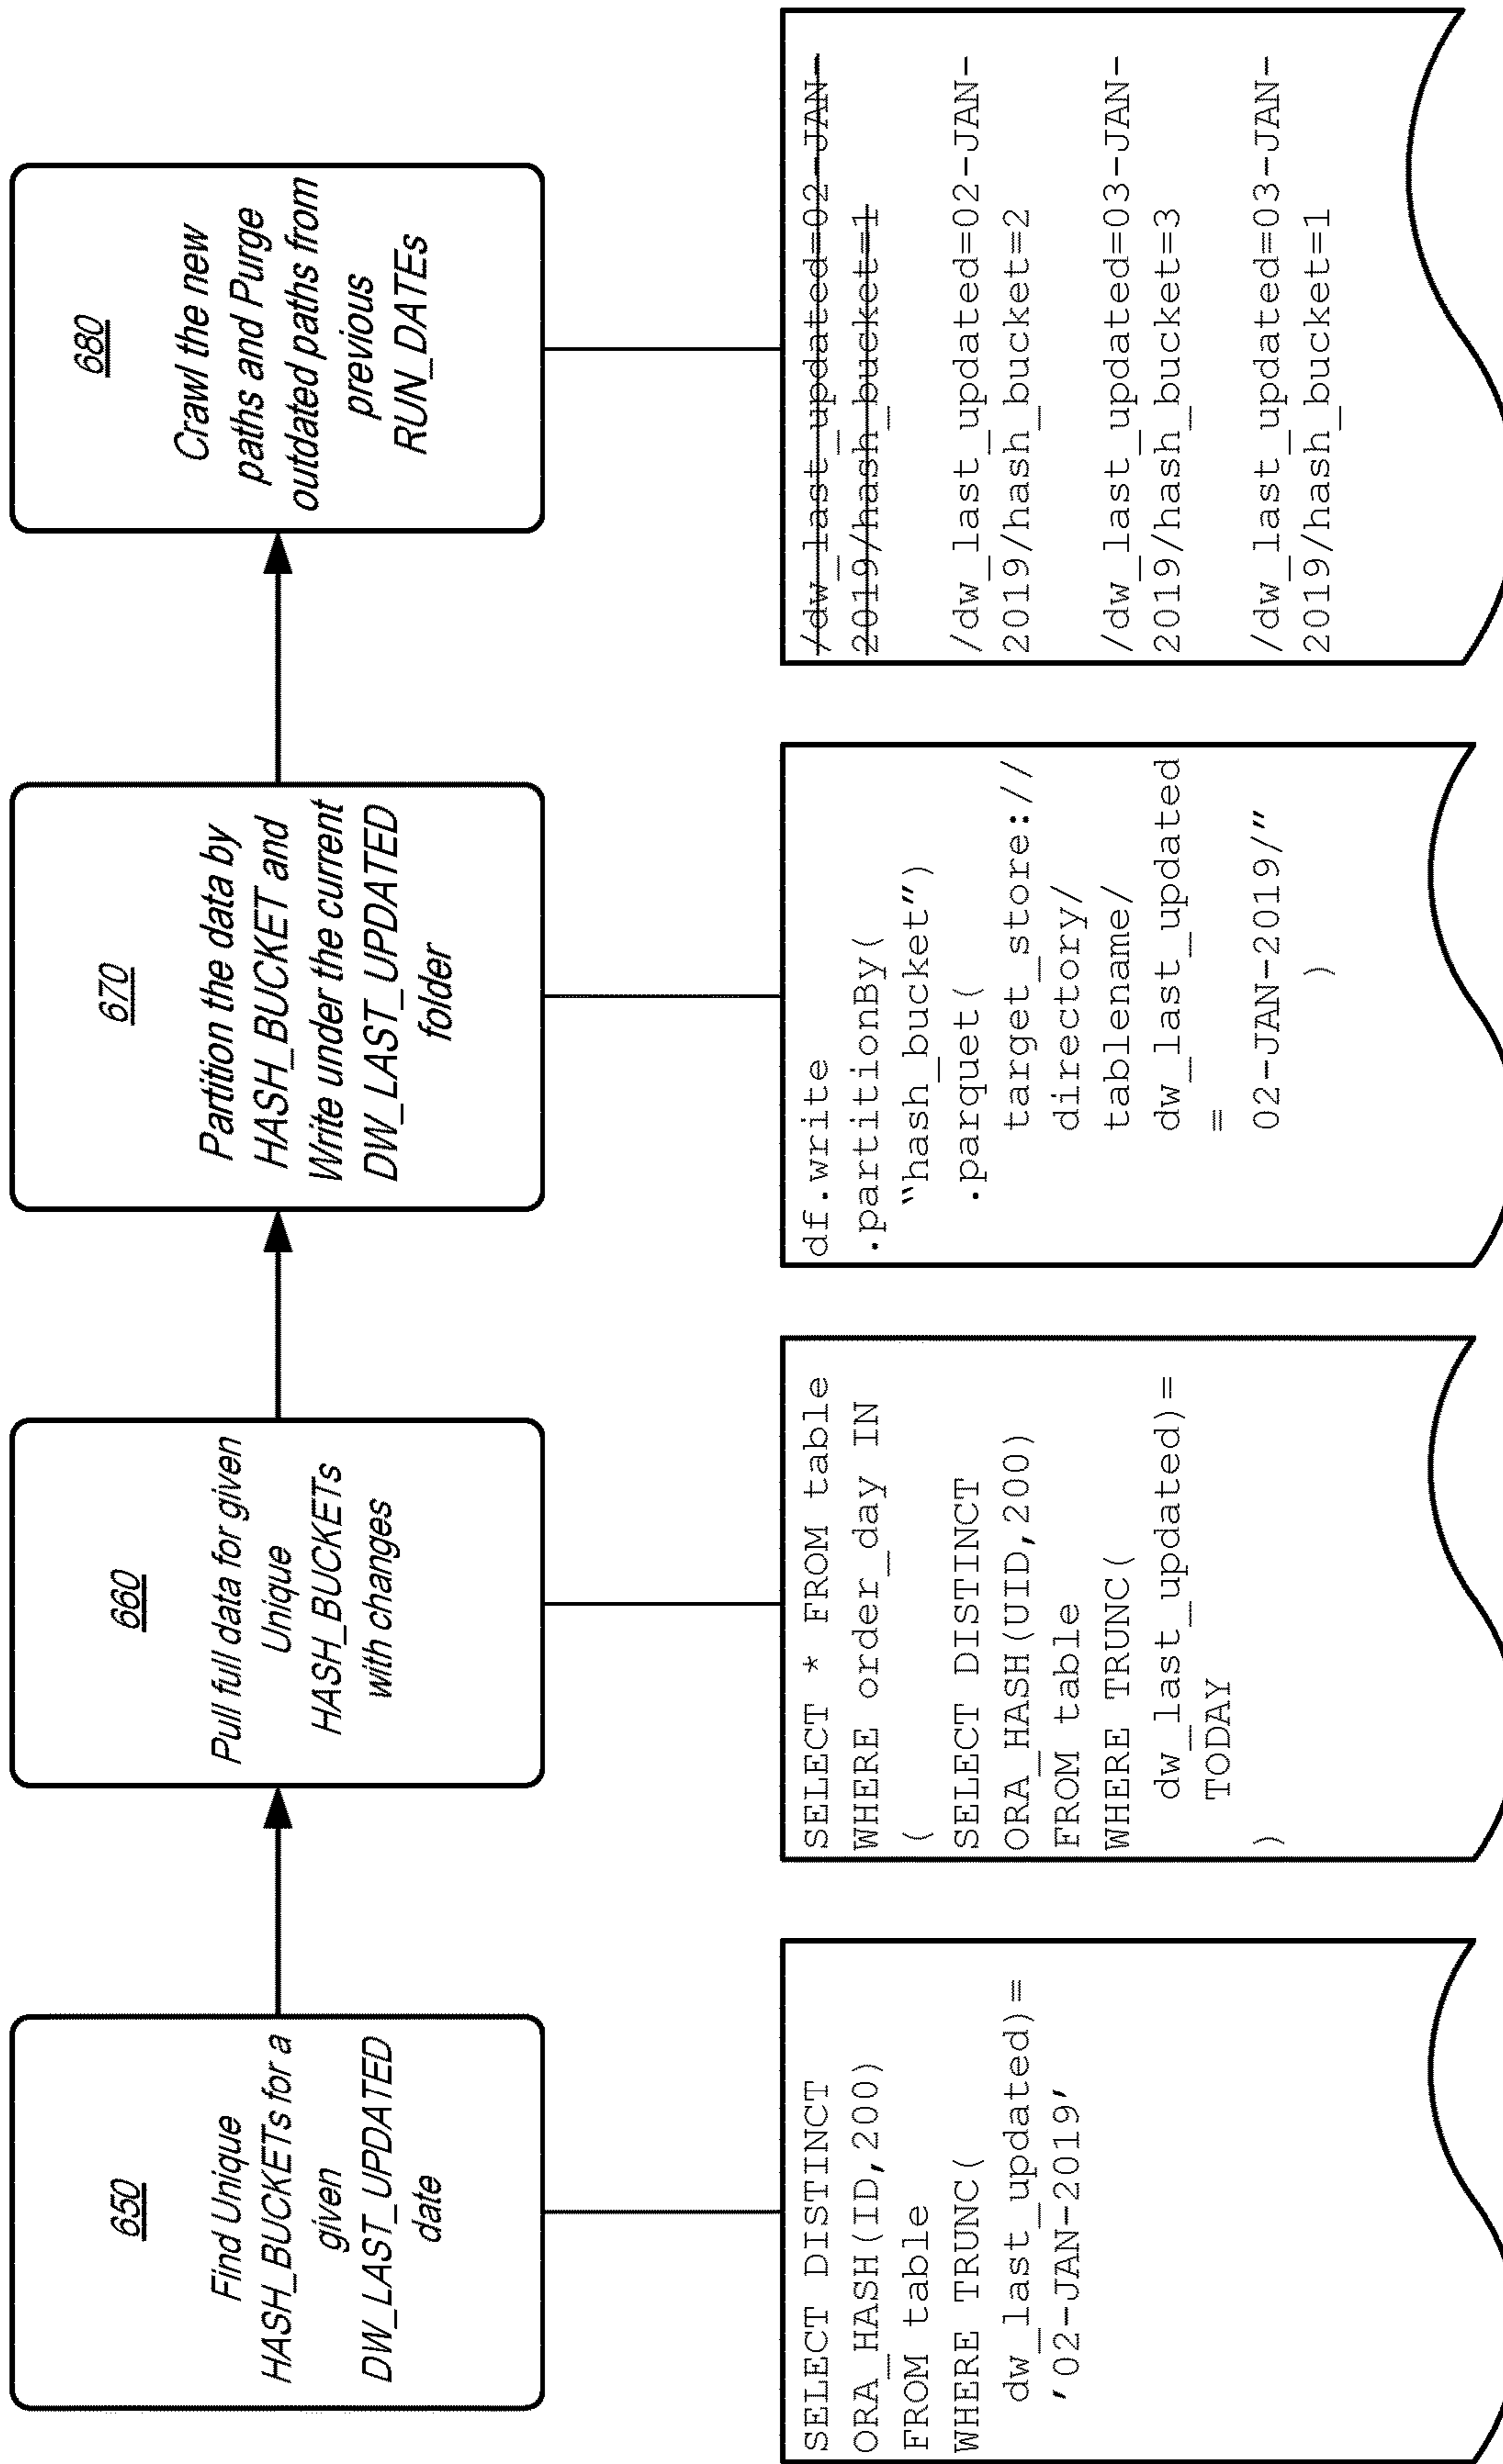 650
Find Unique
HASH_BUCKETs for a
given
DW_LAST_UPDATED
date
SELECT DISTINCT
ORA_HASH(ID,200)
FROM table
WHERE TRUNC(
dw_last_updated)=
'02-JAN-2019'
660
Pull full data for given
Unique
HASH_BUCKETs
with changes
SELECT * FROM table
WHERE order_day IN
(
SELECT DISTINCT
ORA_HASH(UID,200)
FROM table
WHERE TRUNC(
dw_last_updated)=
TODAY
)
670
Partition the data by
HASH_BUCKET and
Write under the current
DW_LAST_UPDATED
folder
df.write
.partitionBy(
“hash_bucket”)
.parquet(
target_store://
directory/
tablename/
dw_last_updated
=
02-JAN-2019/”
)
680
Crawl the new
paths and Purge
outdated paths from
previous
RUN_DATEs
/dw_last_updated=02-JAN-
2019/hash_bucket=1
/dw_last_updated=02-JAN-
2019/hash_bucket=2
/dw_last_updated=03-JAN-
2019/hash_bucket=3
/dw_last_updated=03-JAN-
2019/hash_bucket=1